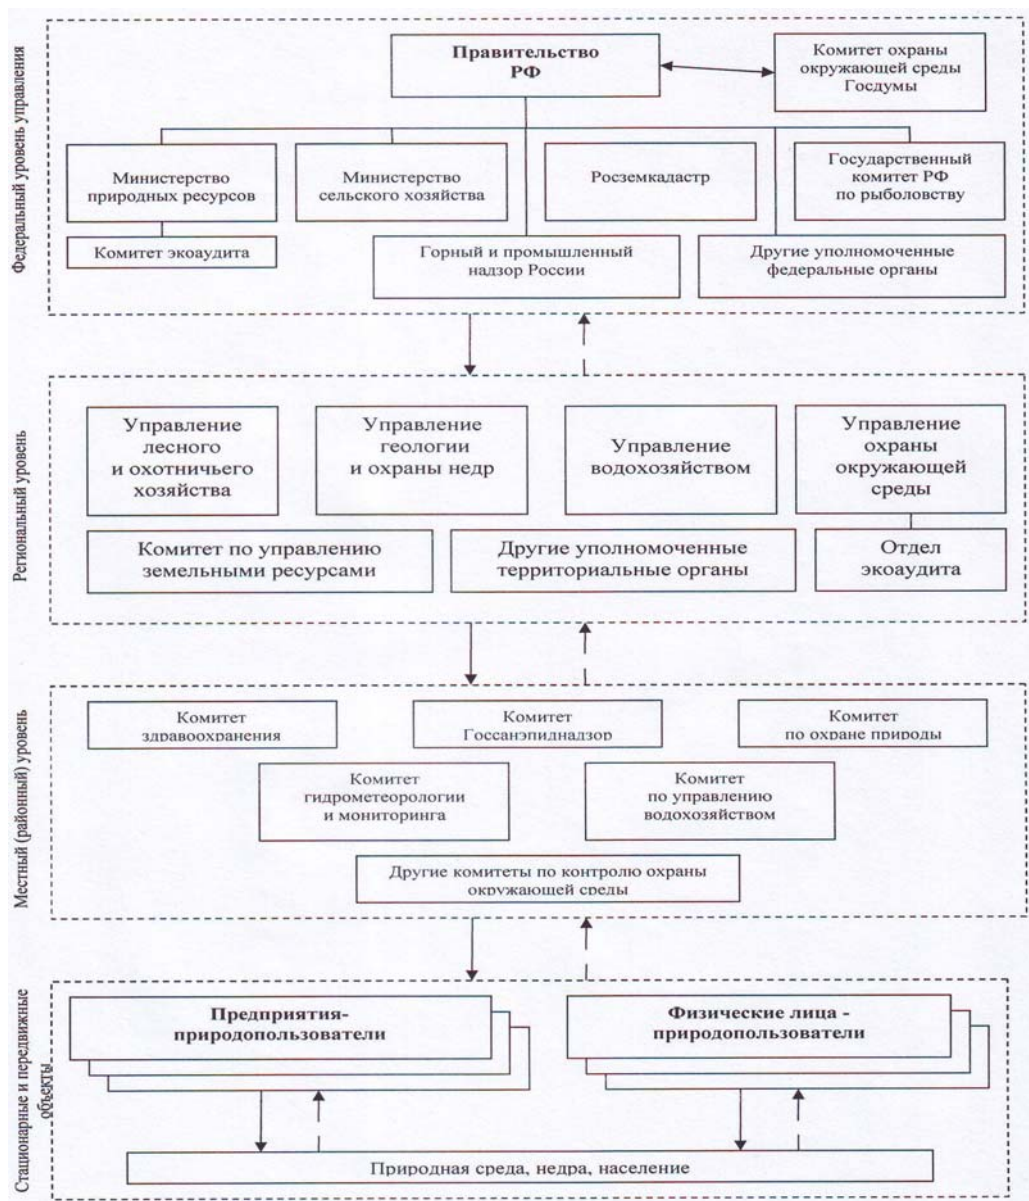 Федеральный уровень управления
Правительство
РФ
Комитет охраны
окружающей среды
Госдумы
Министерство
природных ресурсов
Министерство
сельского хозяйства
Росземкадастр
Государственный
комитет РФ
по рыболовству
Комитет экоаудита
Горный и промышленный
надзор России
Другие уполномоченные
федеральные органы
Региональный уровень
Управление
лесного
и охотничьего
хозяйства
Управление
геологии
и охраны недр
Управление
водохозяйством
Управление
охраны
окружающей
среды
Комитет по управлению
земельными ресурсами
Другие уполномоченные
территориальные органы
Отдел
экоаудита
Местный (районный) уровень
Комитет
здравоохранения
Комитет
Госсанэпиднадзор
Комитет
по охране природы
Комитет
гидрометеорологии
и мониторинга
Комитет
по управлению
водохозяйством
Другие комитеты по контролю охраны
окружающей среды
Стационарные и передвижные
объекты
Предприятия-
природопользователи
Физические лица -
природопользователи
Природная среда, недра, население